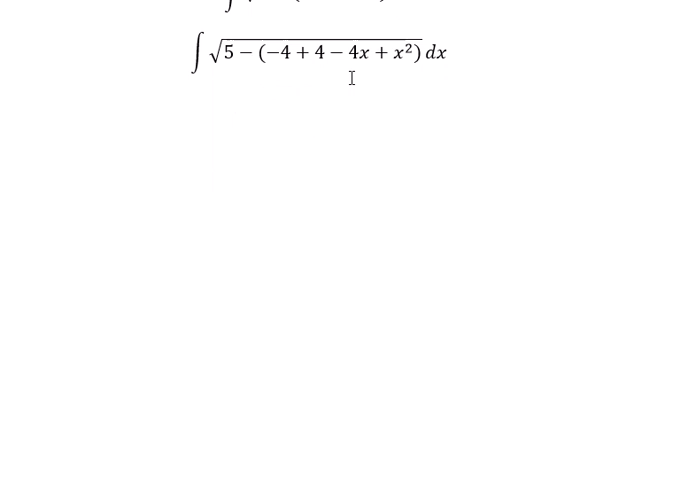 ∫ √5 − (−4 + 4 − 4x + x²) dx